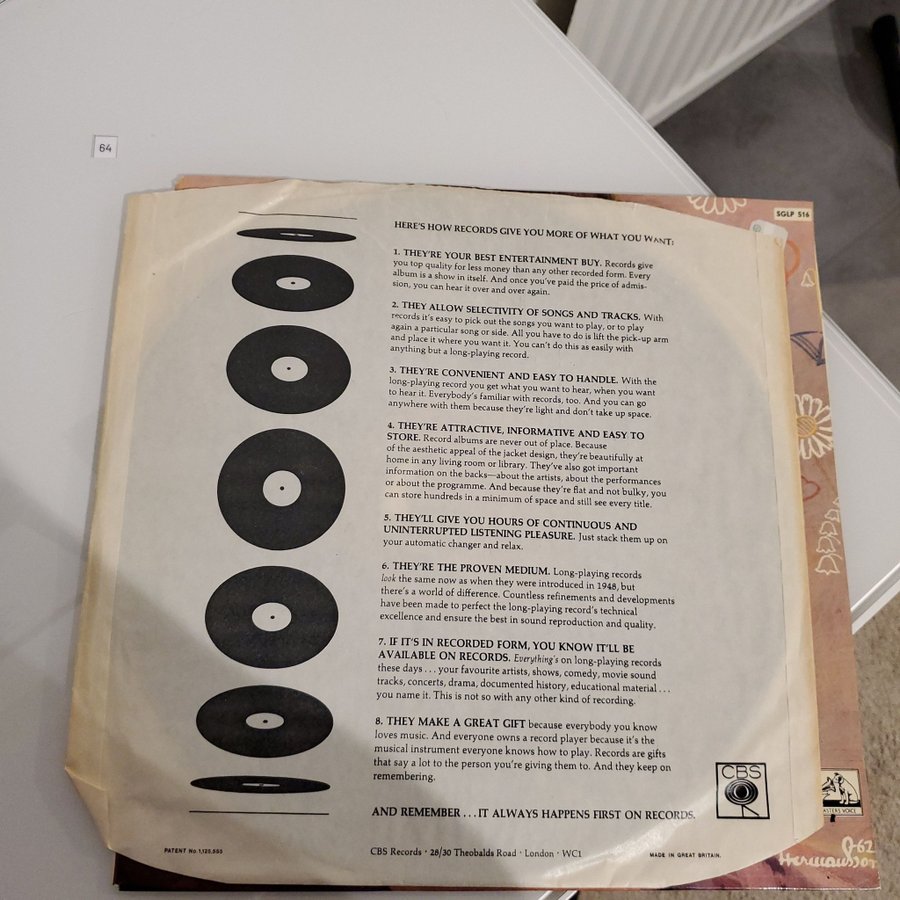 64
SGLP 516
HERE'S HOW RECORDS GIVE YOU MORE OF WHAT YOU WANT:
1. THEY'RE YOUR BEST ENTERTAINMENT BUY. Records give
you top quality for less money than any other recorded form. Every
album is a show in itself. And once you've paid the price of admis-
sion, you can hear it over and over again.
2. THEY ALLOW SELECTIVITY OF SONGS AND TRACKS. With
records it's easy to pick out the songs you want to play, or to play
again a particular song or side. All you have to do is lift the pick-up arm
and place it where you want it. You can't do this as easily with
anything but a long-playing record.
3. THEY'RE CONVENIENT AND EASY TO HANDLE. With the
long-playing record you get what you want to hear, when you want
to hear it. Everybody's familiar with records, too. And you can go
anywhere with them because they're light and don't take up space.
4. THEY'RE ATTRACTIVE, INFORMATIVE AND EASY TO
STORE. Record albums are never out of place. Because
of the aesthetic appeal of the jacket design, they're beautifully at
home in any living room or library. They've also got important
information on the backs—about the artists, about the performances
or about the programme. And because they're flat and not bulky, you
can store hundreds in a minimum of space and still see every title.
5. THEY'LL GIVE YOU HOURS OF CONTINUOUS AND
UNINTERRUPTED LISTENING PLEASURE. Just stack them up on
your automatic changer and relax.
6. THEY'RE THE PROVEN MEDIUM. Long-playing records
look the same now as when they were introduced in 1948, but
there's a world of difference. Countless refinements and developments
have been made to perfect the long-playing record's technical
excellence and ensure the best in sound reproduction and quality.
7. IF IT'S IN RECORDED FORM, YOU KNOW IT'LL BE
AVAILABLE ON RECORDS. Everything's on long-playing records
these days . . . your favourite artists, shows, comedy, movie sound
tracks, concerts, drama, documented history, educational material . . .
you name it. This is not so with any other kind of recording.
8. THEY MAKE A GREAT GIFT because everybody you know
loves music. And everyone owns a record player because it's the
musical instrument everyone knows how to play. Records are gifts
that say a lot to the person you're giving them to. And they keep on
remembering.
AND REMEMBER . . . IT ALWAYS HAPPENS FIRST ON RECORDS.
CBS
MASTERS VOICE
62
PATENT No. 1,125,555
CBS Records · 28/30 Theobalds Road · London · WC1
MADE IN GREAT BRITAIN.